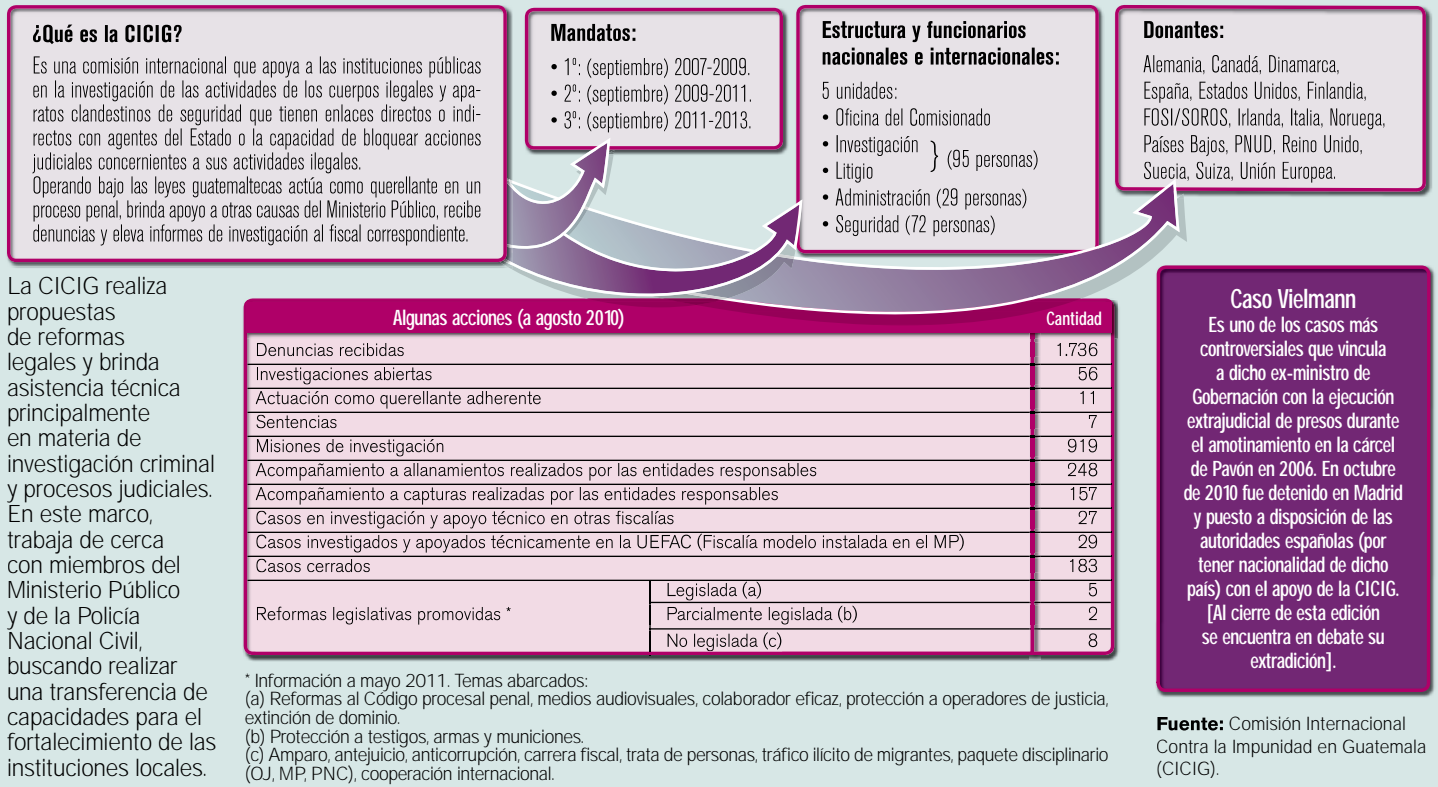 ¿Qué es la CICIG?
Es una comisión internacional que apoya a las instituciones públicas
en la investigación de las actividades de los cuerpos ilegales y apa-
ratos clandestinos de seguridad que tienen enlaces directos o indi-
rectos con agentes del Estado o la capacidad de bloquear acciones
judiciales concernientes a sus actividades ilegales.
Operando bajo las leyes guatemaltecas actúa como querellante en un
proceso penal, brinda apoyo a otras causas del Ministerio Público, recibe
denuncias y eleva informes de investigación al fiscal correspondiente.
Mandatos:
• 1º: (septiembre) 2007-2009.
• 2º: (septiembre) 2009-2011.
• 3º: (septiembre) 2011-2013.
Estructura y funcionarios
nacionales e internacionales:
5 unidades:
• Oficina del Comisionado
• Investigación
• Litigio
} (95 personas)
• Administración (29 personas)
• Seguridad (72 personas)
Donantes:
Alemania, Canadá, Dinamarca,
España, Estados Unidos, Finlandia,
FOSI/SOROS, Irlanda, Italia, Noruega,
Países Bajos, PNUD, Reino Unido,
Suecia, Suiza, Unión Europea.
La CICIG realiza
propuestas
de reformas
legales y brinda
asistencia técnica
principalmente
en materia de
investigación criminal
y procesos judiciales.
En este marco,
trabaja de cerca
con miembros del
Ministerio Público
y de la Policía
Nacional Civil,
buscando realizar
una transferencia de
capacidades para el
fortalecimiento de las
instituciones locales.
Algunas acciones (a agosto 2010) Cantidad
Denuncias recibidas 1.736
Investigaciones abiertas 56
Actuación como querellante adherente 11
Sentencias 7
Misiones de investigación 919
Acompañamiento a allanamientos realizados por las entidades responsables 248
Acompañamiento a capturas realizadas por las entidades responsables 157
Casos en investigación y apoyo técnico en otras fiscalías 27
Casos investigados y apoyados técnicamente en la UEFAC (Fiscalía modelo instalada en el MP) 29
Casos cerrados 183
Reformas legislativas promovidas *
Legislada (a) 5
Parcialmente legislada (b) 2
No legislada (c) 8
* Información a mayo 2011. Temas abarcados:
(a) Reformas al Código procesal penal, medios audiovisuales, colaborador eficaz, protección a operadores de justicia,
extinción de dominio.
(b) Protección a testigos, armas y municiones.
(c) Amparo, antejuicio, anticorrupción, carrera fiscal, trata de personas, tráfico ilícito de migrantes, paquete disciplinario
(OJ, MP, PNC), cooperación internacional.
Caso Vielmann
Es uno de los casos más
controversiales que vincula
a dicho ex-ministro de
Gobernación con la ejecución
extrajudicial de presos durante
el amotinamiento en la cárcel
de Pavón en 2006. En octubre
de 2010 fue detenido en Madrid
y puesto a disposición de las
autoridades españolas (por
tener nacionalidad de dicho
país) con el apoyo de la CICIG.
[Al cierre de esta edición
se encuentra en debate su
extradición].
Fuente: Comisión Internacional
Contra la Impunidad en Guatemala
(CICIG).